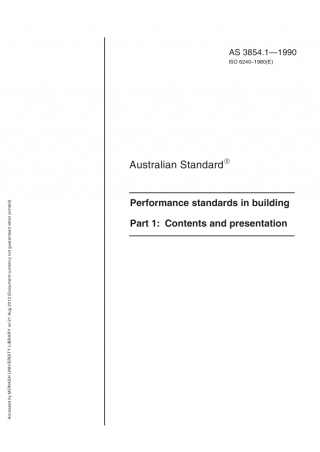 AS 3854.1—1990
ISO 6240–1980(E)
Australian Standard®
Performance standards in building
Part 1: Contents and presentation
Accessed by MONASH UNIVERSITY LIBRARY on 21 Aug 2013 (Document currency not guaranteed when printed)